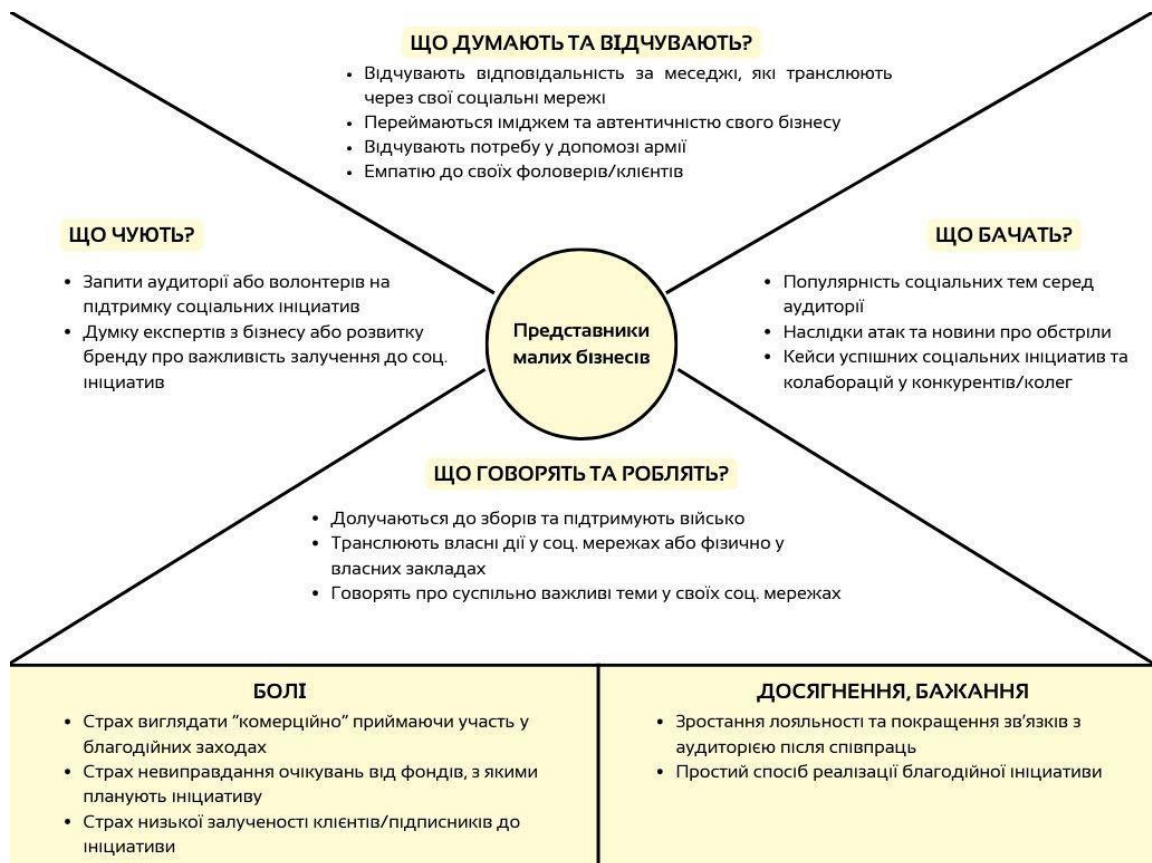 ЩО ДУМАЮТЬ ТА ВІДЧУВАЮТЬ?
• Відчувають відповідальність за меседжі, які транслюють
через свої соціальні мережі
• Переймаються іміджем та автентичністю свого бізнесу
• Відчувають потребу у допомозі армії
• Емпатію до своїх фоловерів/клієнтів
ЩО ЧУЮТЬ?
• Запити аудиторії або волонтерів на
підтримку соціальних ініциатив
• Думку експертів з бізнесу або розвитку
бренду про важливість залучення до соц.
ініциатив
Представники
малих бізнесів
ЩО БАЧАТЬ?
• Популярність соціальних тем серед
аудиторії
• Наслідки атак та новини про обстріли
• Кейси успішних соціальних ініциатив та
колаборацій у конкурентів/колег
ЩО ГОВОРЯТЬ ТА РОБЛЯТЬ?
• Долучаються до зборів та підтримують військо
• Транслюють власні дії у соц. мережах або фізично у
власних закладах
• Говорять про суспільно важливі теми у своїх соц. мережах
БОЛІ
• Страх виглядати “комерційно” приймаючи участь у
благодійних заходах
• Страх невиправдання очікувань від фондів, з якими
планують ініциативу
• Страх низької залученості клієнтів/підписників до
ініциативи
ДОСЯГНЕННЯ, БАЖАННЯ
• Зростання лояльності та покращення зв’язків з
аудиторією після співпраць
• Простий спосіб реалізації благодійної ініциативи